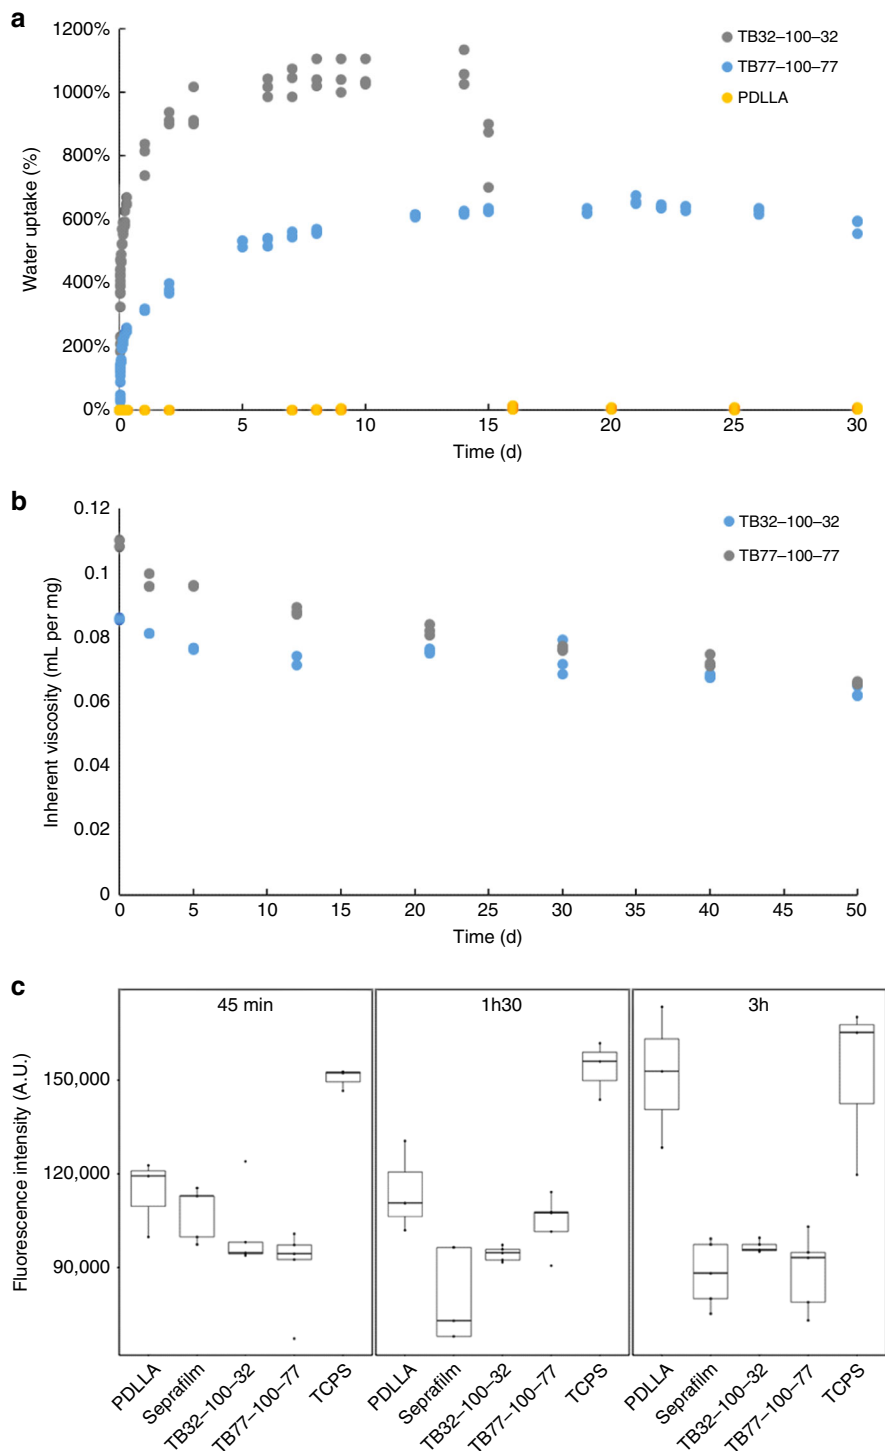 a
1200%
1000%
800%
600%
400%
200%
0%
Water uptake (%)
TB32–100–32
TB77–100–77
PDLLA
0 5 10 15 20 25 30
Time (d)
b
0.12
0.1
0.08
0.06
0.04
0.02
0
Inherent viscosity (mL per mg)
TB32–100–32
TB77–100–77
0 5 10 15 20 25 30 35 40 45 50
Time (d)
c
45 min 1h30 3h
150,000
120,000
90,000
Fluorescence intensity (A.U.)
PDLLA Seprafilm TB32–100–32 TB77–100–77 TCPS PDLLA Seprafilm TB32–100–32 TB77–100–77 TCPS PDLLA Seprafilm TB32–100–32 TB77–100–77 TCPS